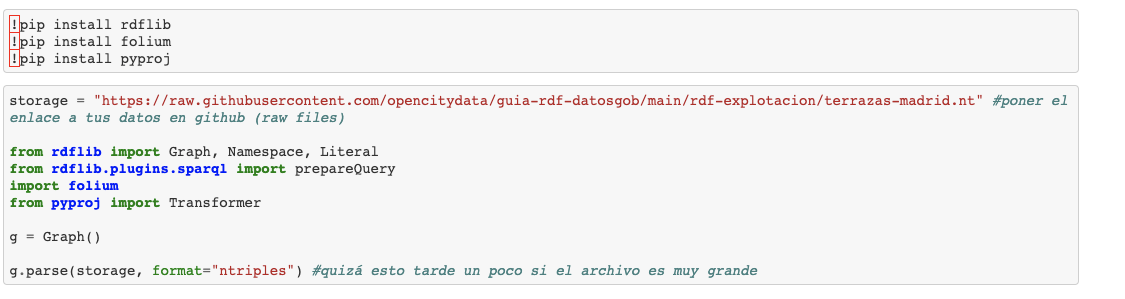 !pip install rdflib
!pip install folium
!pip install pyproj
storage = "https://raw.githubusercontent.com/opencitydata/guia-rdf-datosgob/main/rdf-explotacion/terrazas-madrid.nt" #poner el
enlace a tus datos en github (raw files)
from rdflib import Graph, Namespace, Literal
from rdflib.plugins.sparql import prepareQuery
import folium
from pyproj import Transformer
g = Graph()
g.parse(storage, format="ntriples") #quizá esto tarde un poco si el archivo es muy grande